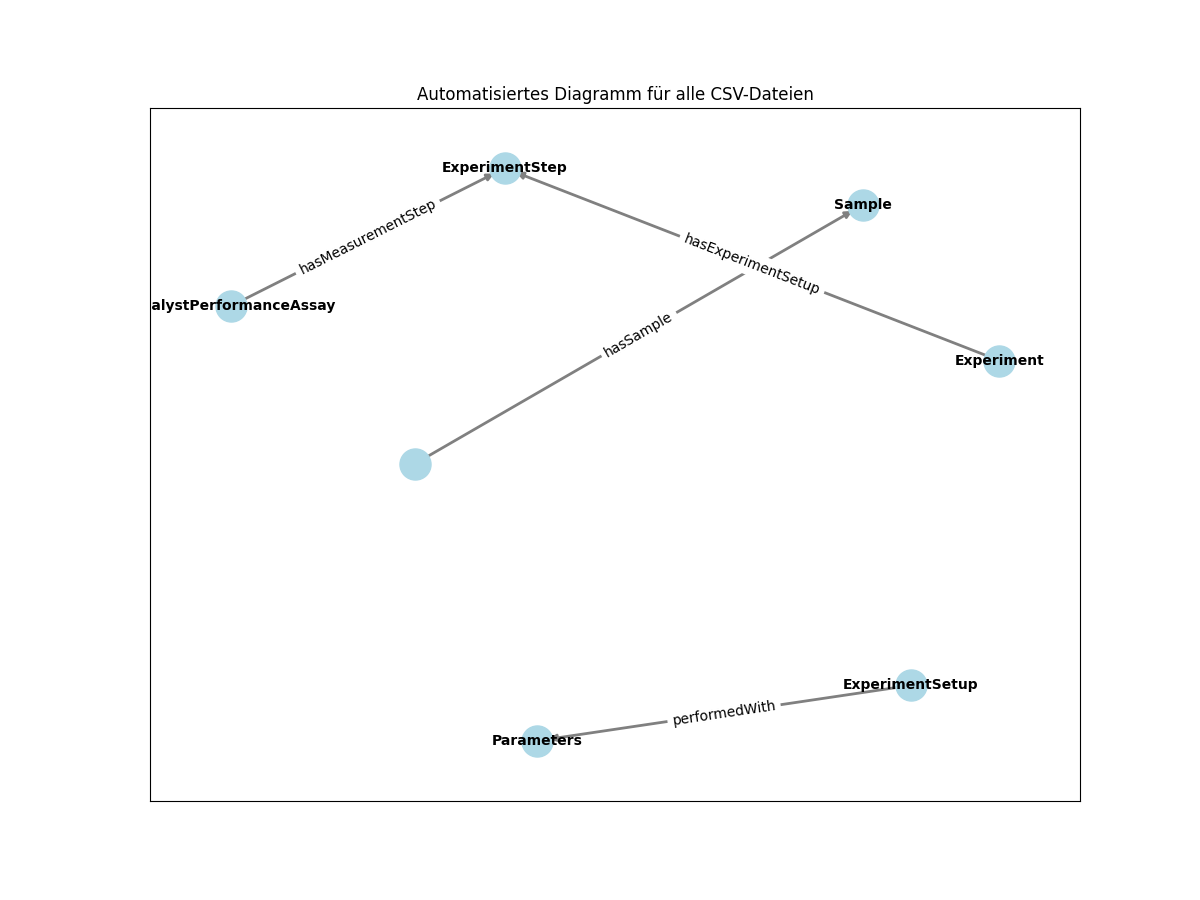 Automatisiertes Diagramm für alle CSV-Dateien
ExperimentStep
Sample
hasMeasurementStep
hasExperimentSetup
alystPerformanceAssay
hasSample
Experiment
ExperimentSetup
performedWith
Parameters